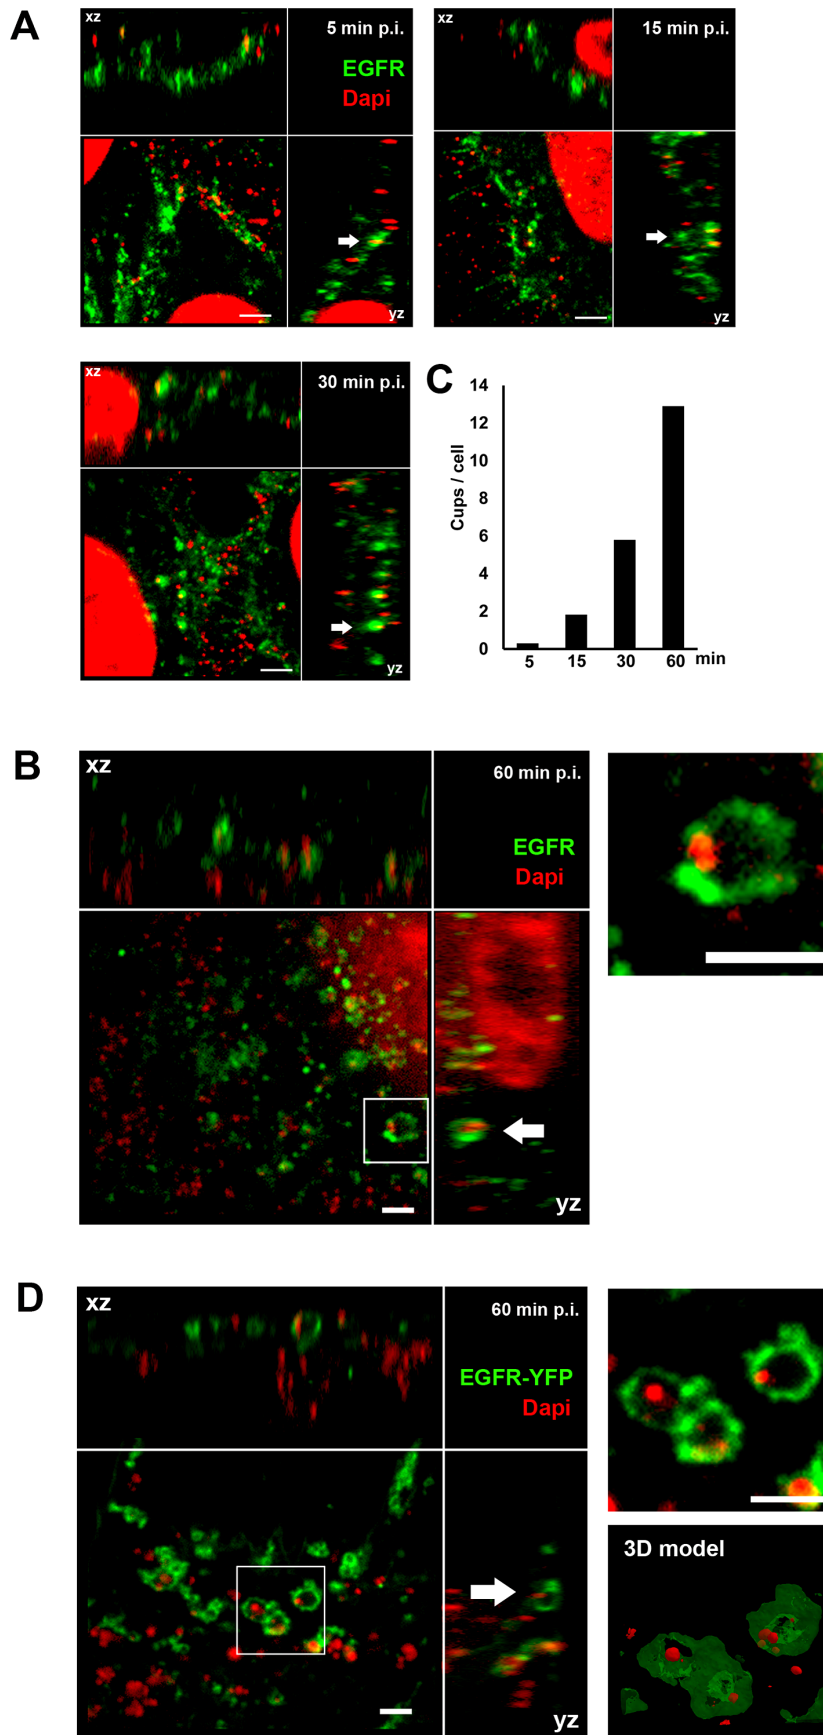 A
xz
5 min p.i.
EGFR
Dapi
yz
xz
15 min p.i.
yz
xz
30 min p.i.
yz
C
Cups / cell
14
12
10
8
6
4
2
0
5 15 30 60 min
B
xz
60 min p.i.
EGFR
Dapi
yz
D
xz
60 min p.i.
EGFR-YFP
Dapi
yz
3D model